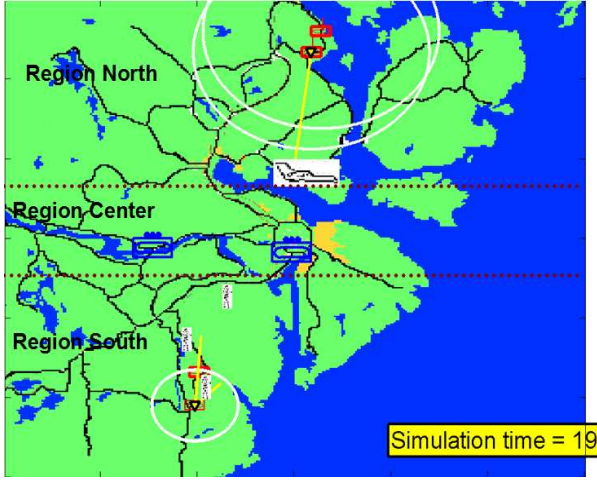 Region North
Region Center
Region South
Simulation time = 19